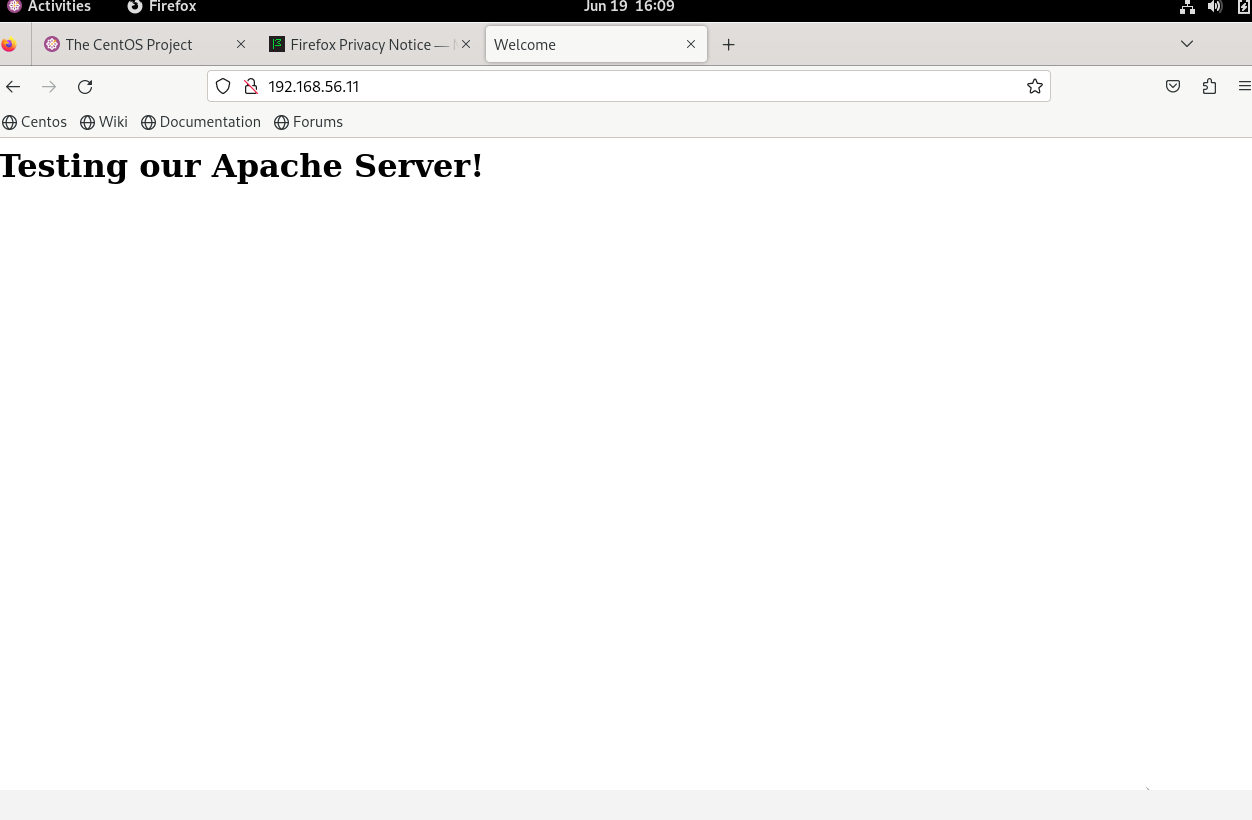 Activities Firefox Jun 19 16:09
The CentOS Project Firefox Privacy Notice — Welcome
192.168.56.11
Centos Wiki Documentation Forums
Testing our Apache Server!